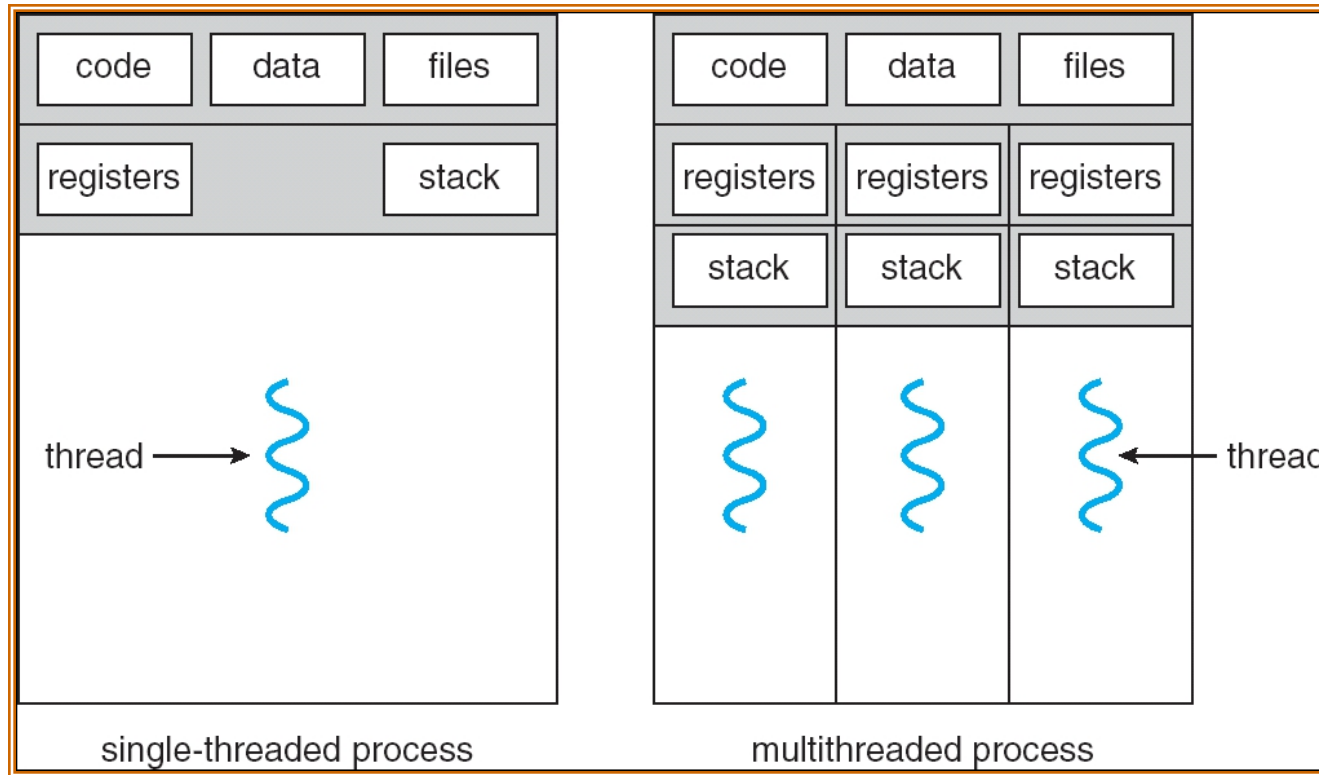 code data files
registers stack
thread
single-threaded process
code data files
registers registers registers
stack stack stack
thread
multithreaded process